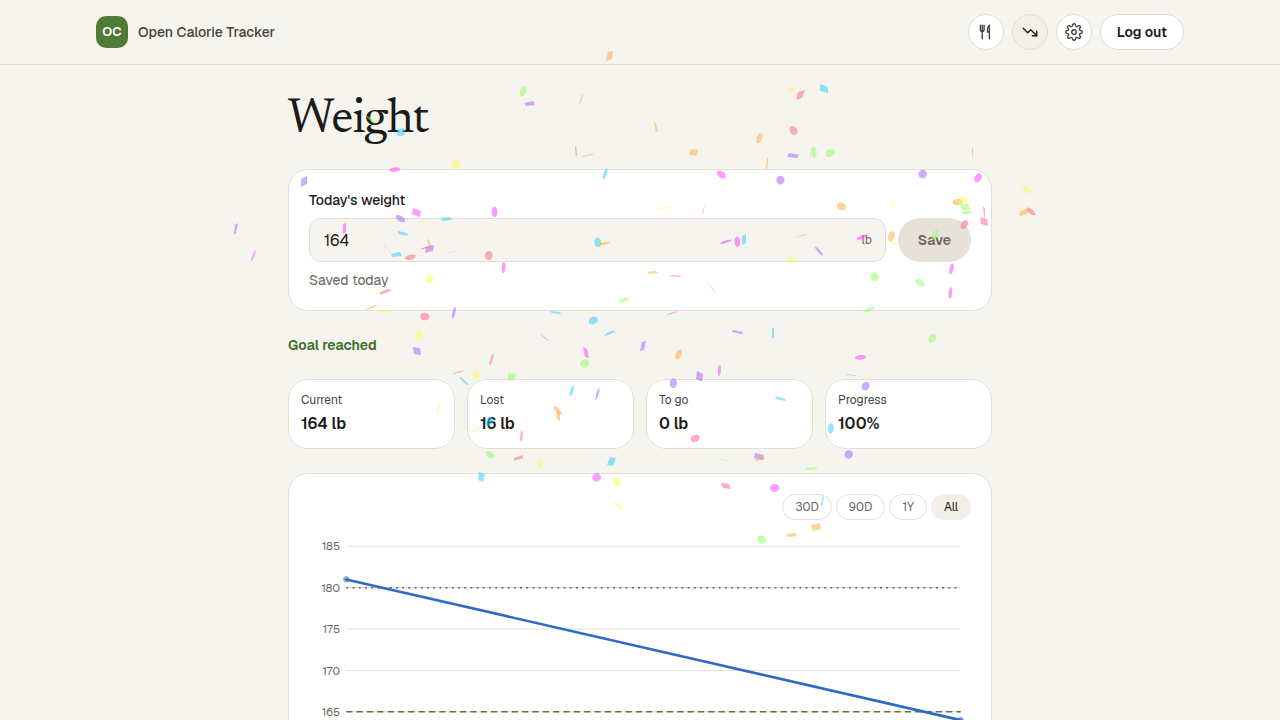 OC
Open Calorie Tracker
Log out
Weight
Today's weight
164
lb
Save
Saved today
Goal reached
Current
164 lb
Lost
16 lb
To go
0 lb
Progress
100%
30D
90D
1Y
All
185
180
175
170
165